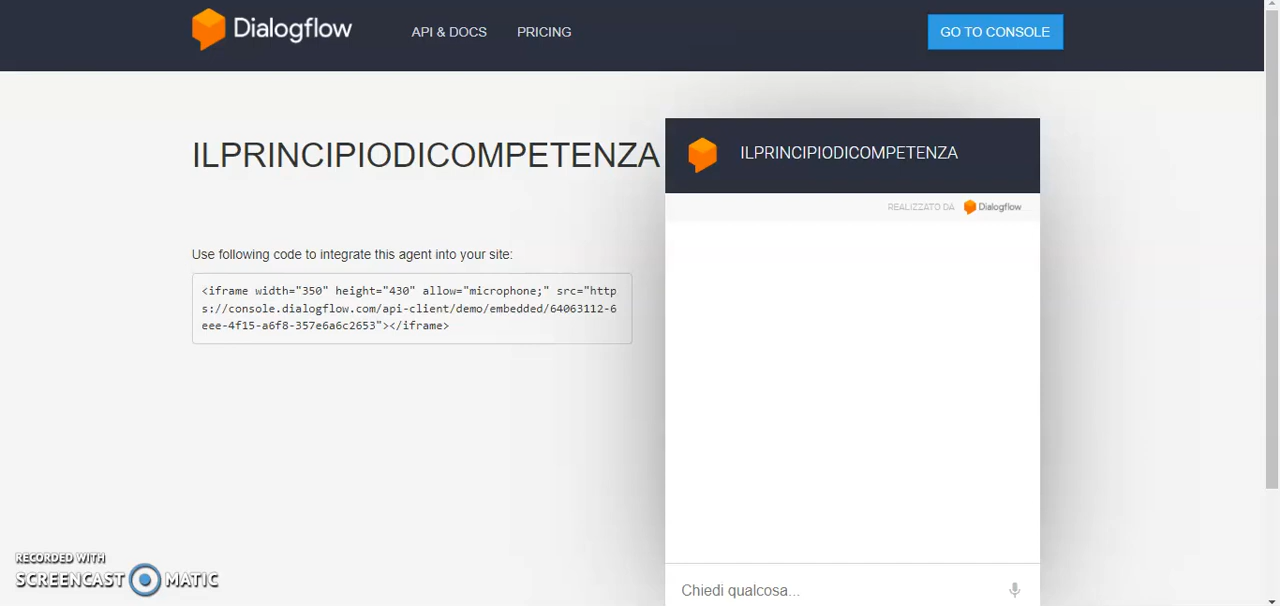 Dialogflow
API & DOCS
PRICING
GO TO CONSOLE
ILPRINCIPIODICOMPETENZA
Use following code to integrate this agent into your site:
<iframe width="350" height="430" allow="microphone;" src="http
s://console.dialogflow.com/api-client/demo/embedded/64063112-6
eee-4f15-a6f8-357e6a6c2653"></iframe>
ILPRINCIPIODICOMPETENZA
REALIZZATO DA Dialogflow
Chiedi qualcosa...
RECORDED WITH
SCREENCAST MATIC